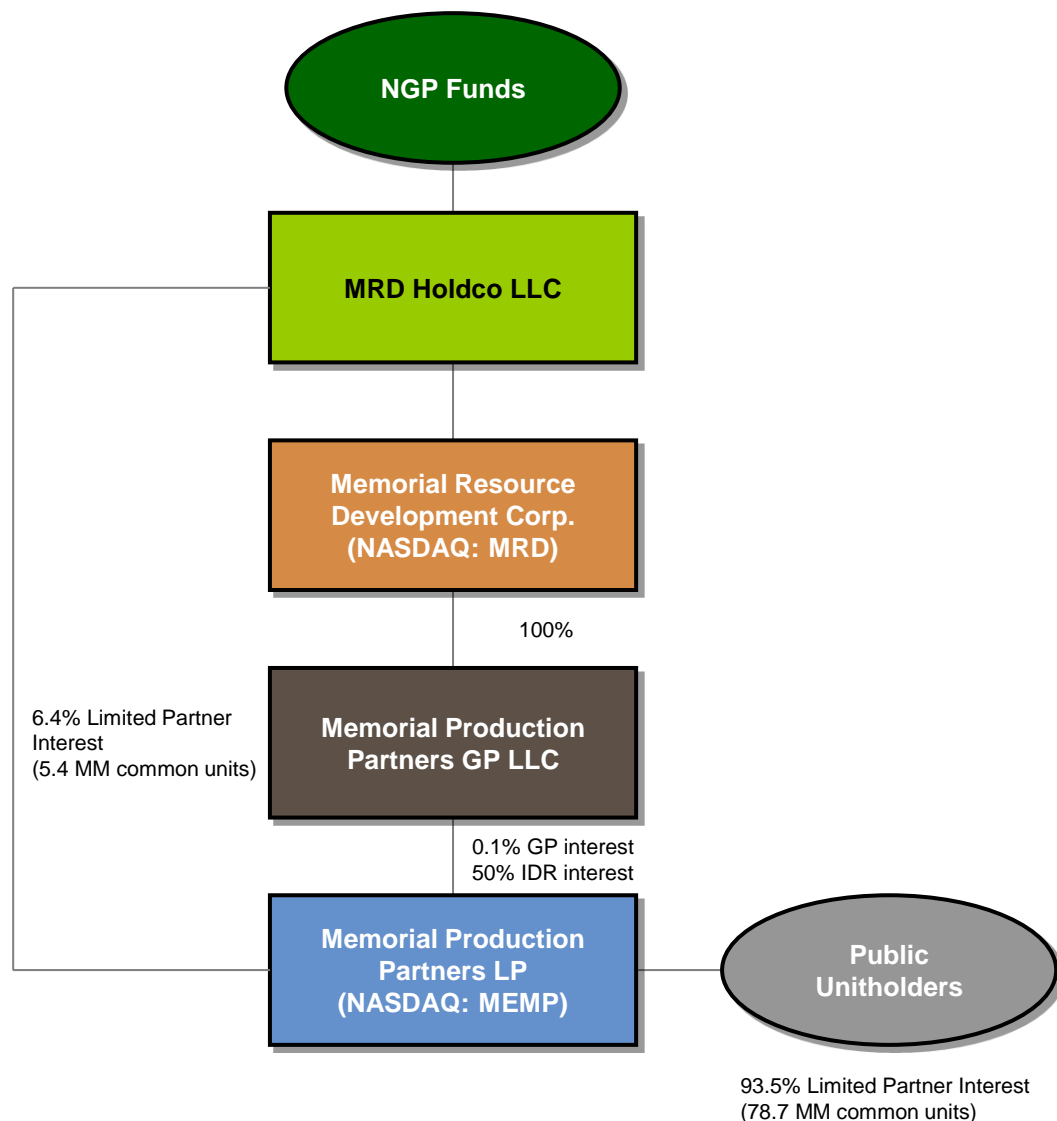 NGP Funds
MRD Holdco LLC
Memorial Resource
Development Corp.
(NASDAQ: MRD)
100%
6.4% Limited Partner
Interest
(5.4 MM common units)
Memorial Production
Partners GP LLC
0.1% GP interest
50% IDR interest
Memorial Production
Partners LP
(NASDAQ: MEMP)
Public
Unitholders
93.5% Limited Partner Interest
(78.7 MM common units)